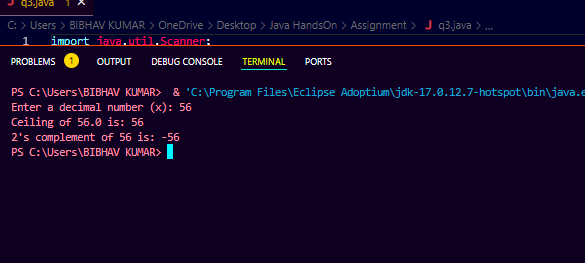 J q3.java 1 X
C: > Users > BIBHAV KUMAR > OneDrive > Desktop > Java HandsOn > Assignment > J q3.java > ...
1 import java.util.Scanner;
PROBLEMS 1 OUTPUT DEBUG CONSOLE TERMINAL PORTS
PS C:\Users\BIBHAV KUMAR> & 'C:\Program Files\Eclipse Adoptium\jdk-17.0.12.7-hotspot\bin\java.e
Enter a decimal number (x): 56
Ceiling of 56.0 is: 56
2's complement of 56 is: -56
PS C:\Users\BIBHAV KUMAR>